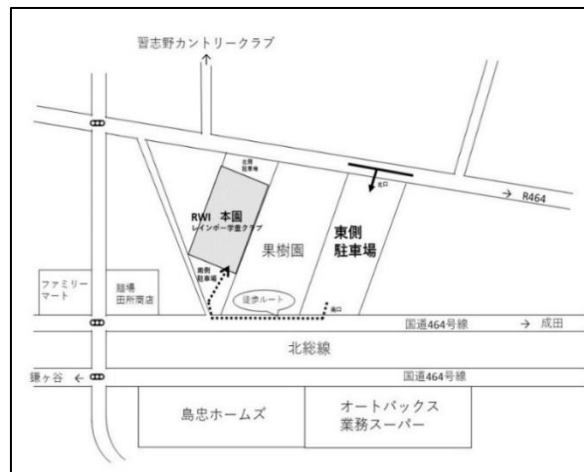 習志野カントリークラブ
北側
駐車場
北口
R464
RWI 本園
レインボー学童クラブ
東側
駐車場
果樹園
南側
駐車場
ファミリー
マート
麺場
田所商店
徒歩ルート
南口
国道464号線
成田
北総線
鎌ヶ谷
国道464号線
島忠ホームズ
オートバックス
業務スーパー